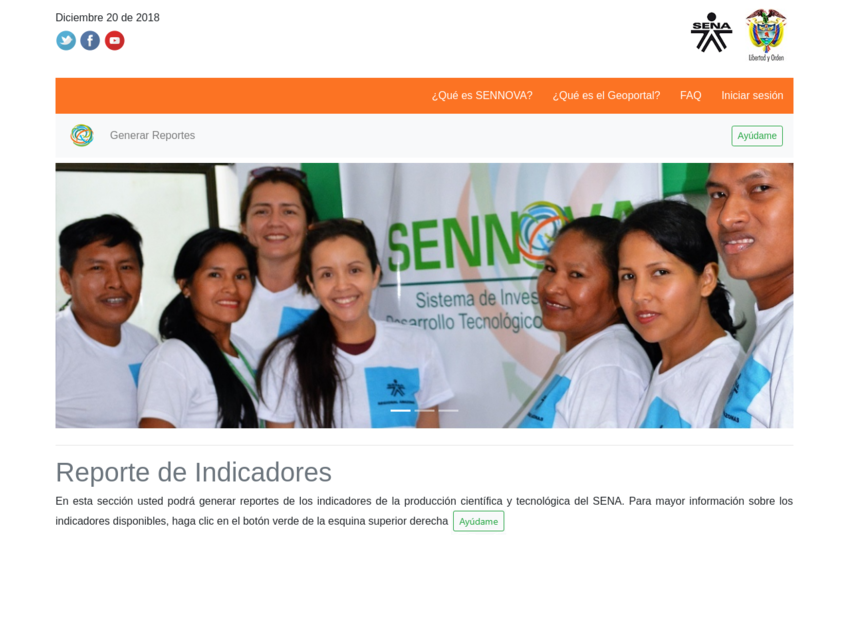 Diciembre 20 de 2018
SENA
Libertad y Orden
¿Qué es SENNOVA?
¿Qué es el Geoportal?
FAQ
Iniciar sesión
Generar Reportes
Ayúdame
SENNOVA
Sistema de Inves
Desarrollo Tecnológico
Reporte de Indicadores
En esta sección usted podrá generar reportes de los indicadores de la producción científica y tecnológica del SENA. Para mayor información sobre los
indicadores disponibles, haga clic en el botón verde de la esquina superior derecha Ayúdame